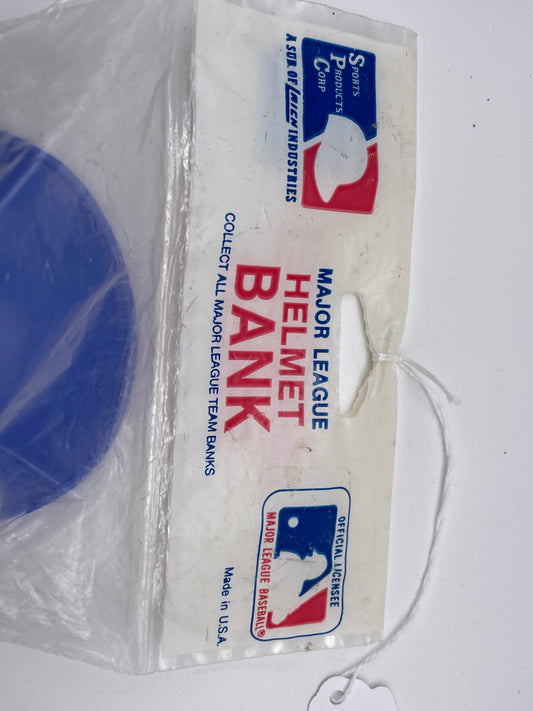 SPORTS
PRODUCTS
CORP
A SUB. OF LAICH INDUSTRIES
MAJOR LEAGUE
HELMET
BANK
COLLECT ALL MAJOR LEAGUE TEAM BANKS
OFFICIAL LICENSEE
MAJOR LEAGUE BASEBALL®
Made in U.S.A.